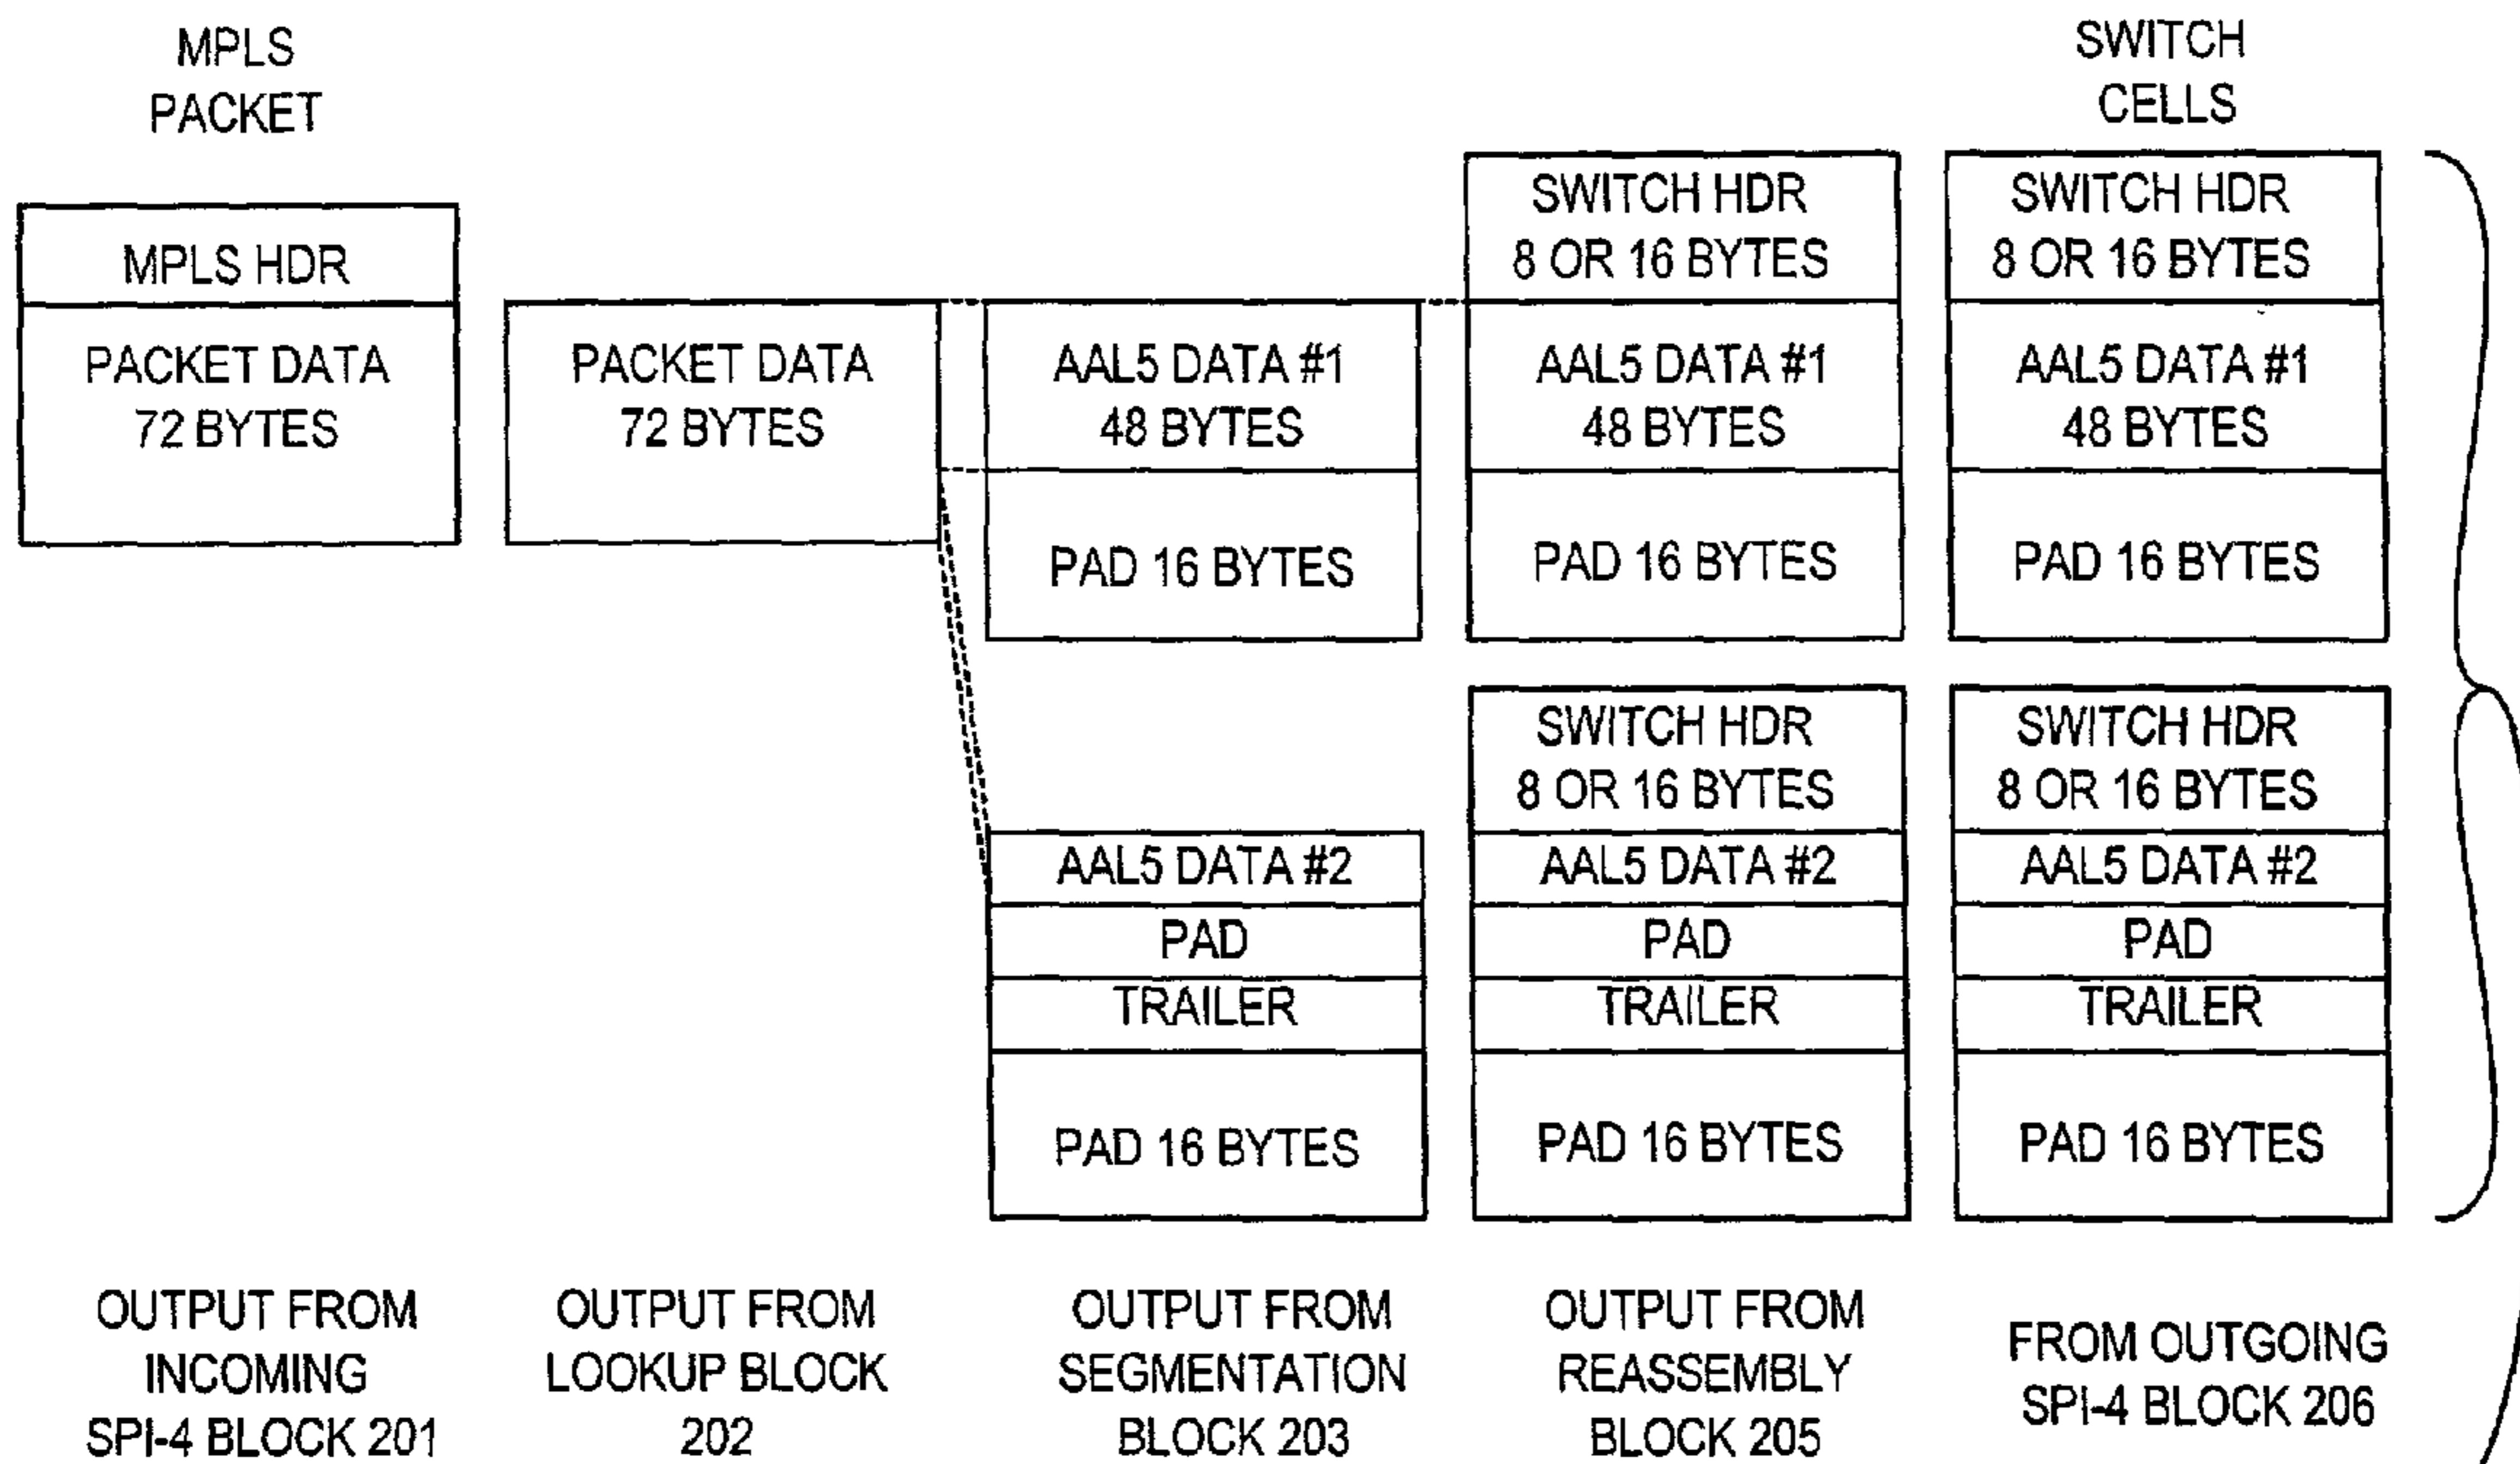 MPLS
PACKET
MPLS HDR
PACKET DATA
72 BYTES
PACKET DATA
72 BYTES
AAL5 DATA #1
48 BYTES
PAD 16 BYTES
AAL5 DATA #2
PAD
TRAILER
PAD 16 BYTES
SWITCH HDR
8 OR 16 BYTES
AAL5 DATA #1
48 BYTES
PAD 16 BYTES
SWITCH HDR
8 OR 16 BYTES
AAL5 DATA #2
PAD
TRAILER
PAD 16 BYTES
SWITCH
CELLS
SWITCH HDR
8 OR 16 BYTES
AAL5 DATA #1
48 BYTES
PAD 16 BYTES
SWITCH HDR
8 OR 16 BYTES
AAL5 DATA #2
PAD
TRAILER
PAD 16 BYTES
OUTPUT FROM
INCOMING
SPI-4 BLOCK 201
OUTPUT FROM
LOOKUP BLOCK
202
OUTPUT FROM
SEGMENTATION
BLOCK 203
OUTPUT FROM
REASSEMBLY
BLOCK 205
FROM OUTGOING
SPI-4 BLOCK 206